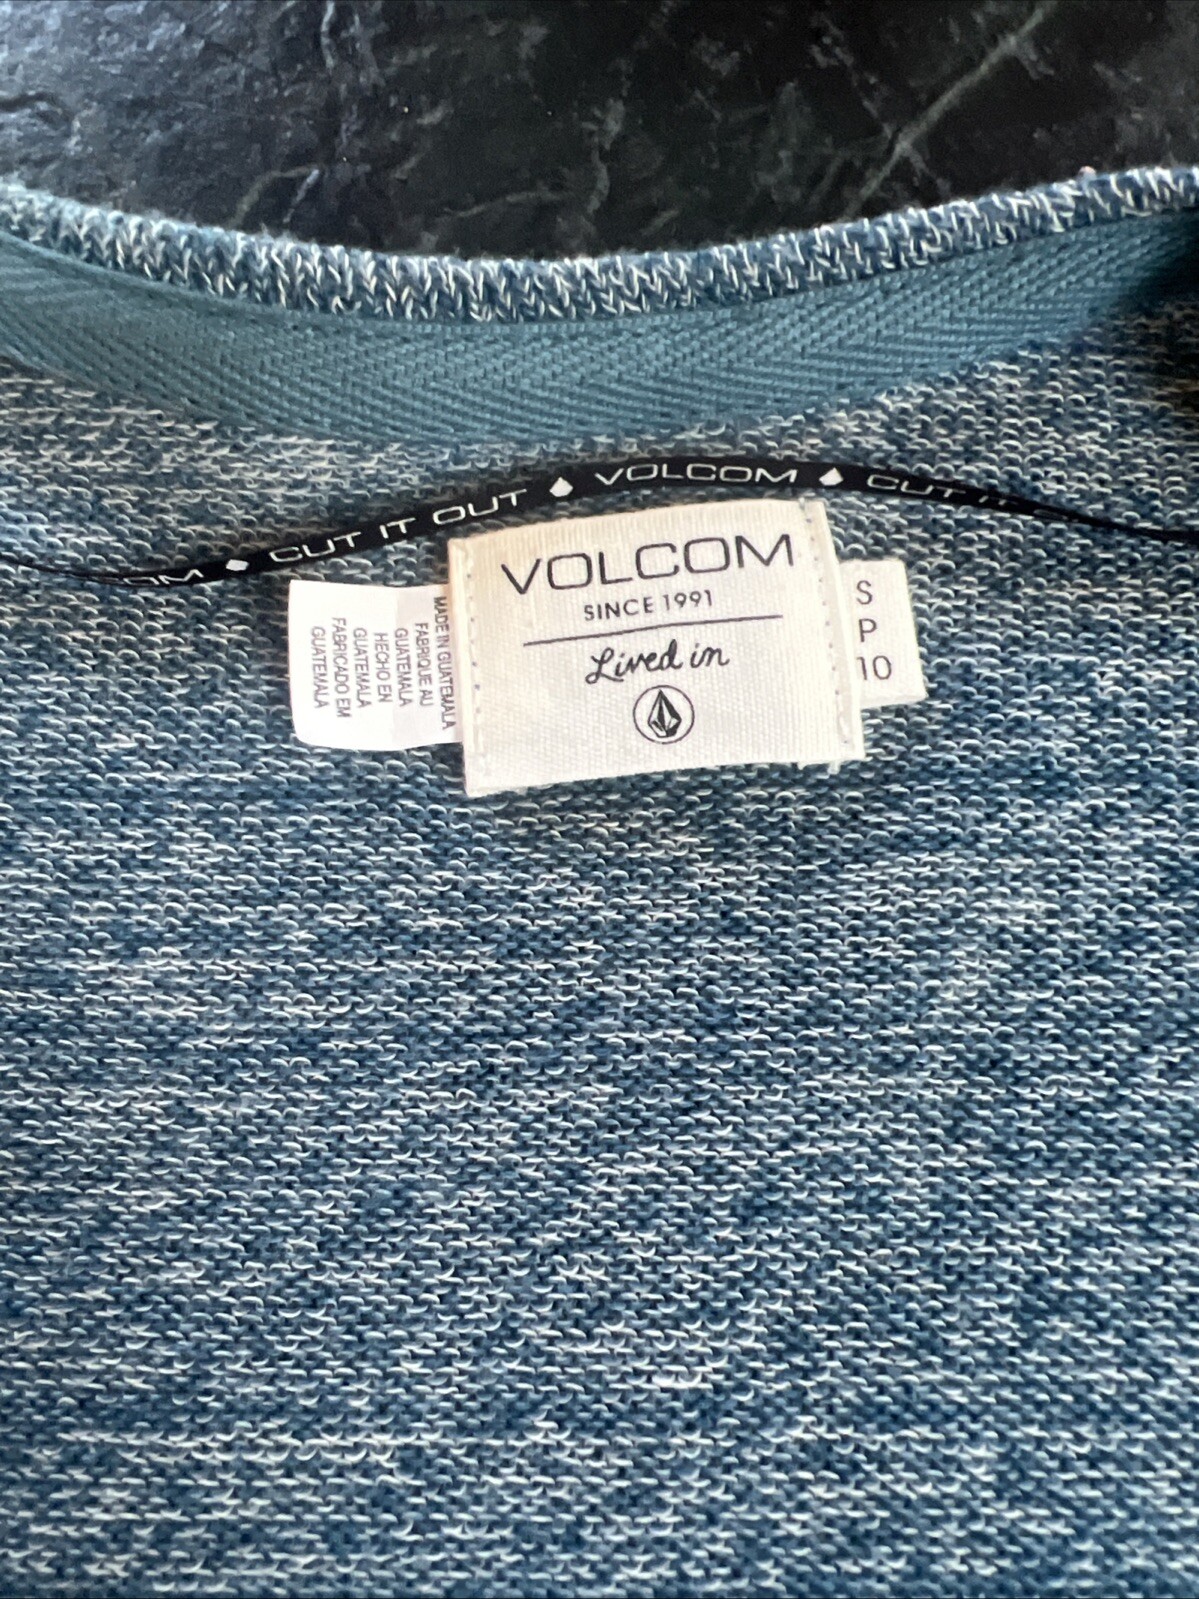 OM CUT IT OUT VOLCOM CUT IT
VOLCOM
SINCE 1991
Lived in
S
P
10
MADE IN GUATEMALA
FABRIQUE AU
GUATEMALA
HECHO EN
GUATEMALA
FABRICADO EM
GUATEMALA